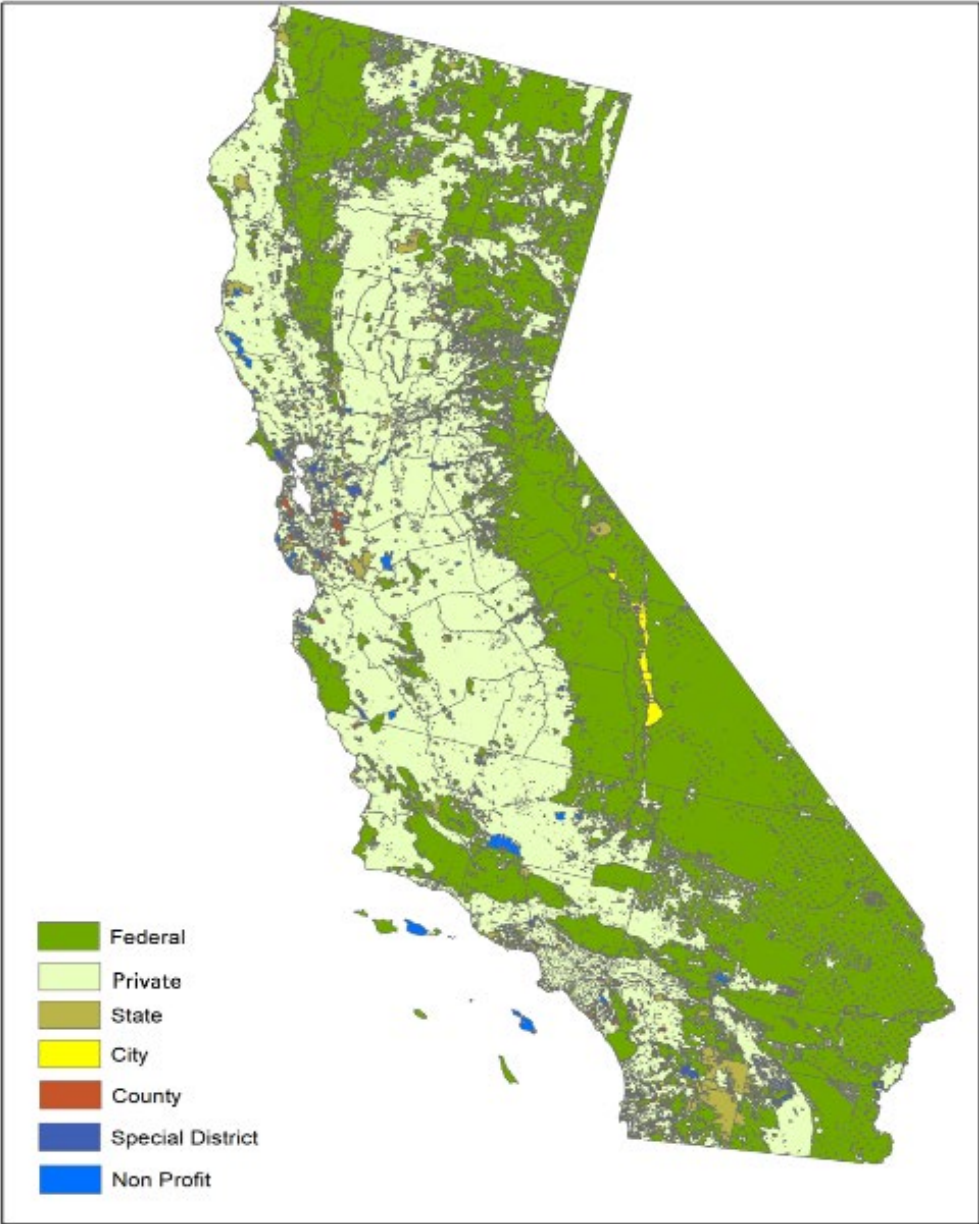 Federal
Private
State
City
County
Special District
Non Profit